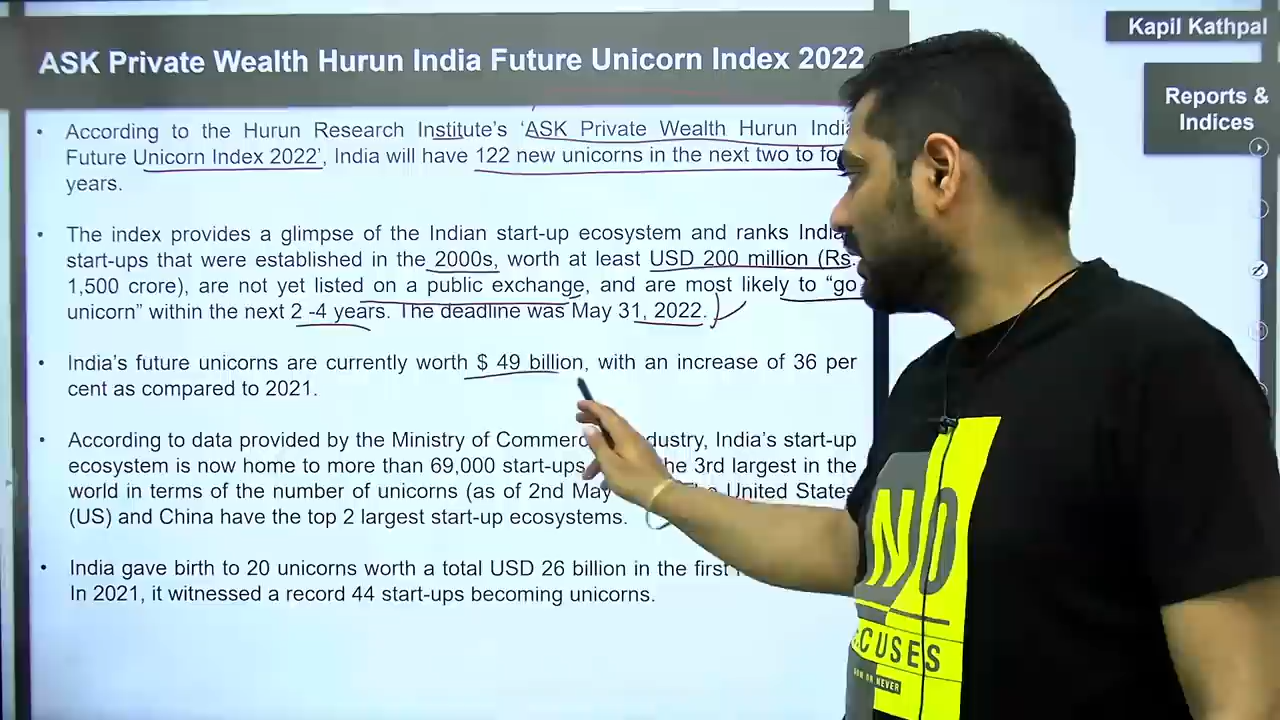 ASK Private Wealth Hurun India Future Unicorn Index 2022
Kapil Kathpal
Reports &
Indices
• According to the Hurun Research Institute's 'ASK Private Wealth Hurun India
Future Unicorn Index 2022', India will have 122 new unicorns in the next two to
years.
• The index provides a glimpse of the Indian start-up ecosystem and ranks
start-ups that were established in the 2000s, worth at least USD 200 million (Rs.
1,500 crore), are not yet listed on a public exchange, and are most likely to "go
unicorn" within the next 2 -4 years. The deadline was May 31, 2022.
• India's future unicorns are currently worth $ 49 billion, with an increase of 36 per
cent as compared to 2021.
• According to data provided by the Ministry of India's start-up
ecosystem is now home to more than 69,000 start-ups 3rd largest in the
world in terms of the number of unicorns (as of 2nd May United States
(US) and China have the top 2 largest start-up ecosystems.
• India gave birth to 20 unicorns worth a total USD 26 billion in the first
In 2021, it witnessed a record 44 start-ups becoming unicorns.
NO
CUSES
OR NEVER